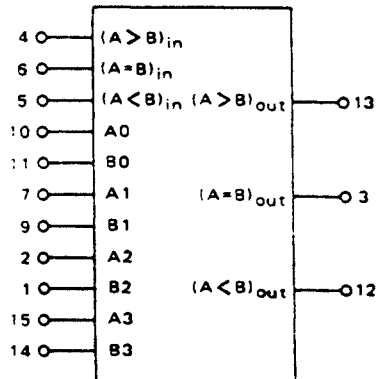 4 (A > B)in
6 (A = B)in
5 (A < B)in (A > B)out 13
10 A0
11 B0
7 A1
(A=B)out 3
9 B1
2 A2
1 B2 (A < B)out 12
15 A3
14 B3